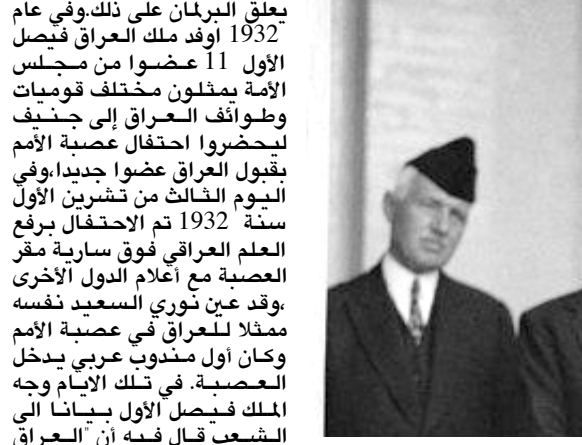 يعلق البرلمان على ذلك.وفي عام
1932 اوفد ملك العراق فيصل
الأول 11 عضوا من مجلس
الأمة يمثلون مختلف قوميات
وطوائف العراق إلى جنيف
ليحضروا احتفال عصبة الأمم
بقبول العراق عضوا جديدا،وفي
اليوم الثالث من تشرين الأول
سنة 1932 تم الاحتفال برفع
العلم العراقي فوق سارية مقر
العصبة مع أعلام الدول الأخرى
،وقد عين نوري السعيد نفسه
ممثلا للعراق في عصبة الأمم
وكان أول مندوب عربي يدخل
العصبة. في تلك الايام وجه
الملك فيصل الأول بيانا الى
الشعب قال فيه أن "العراق